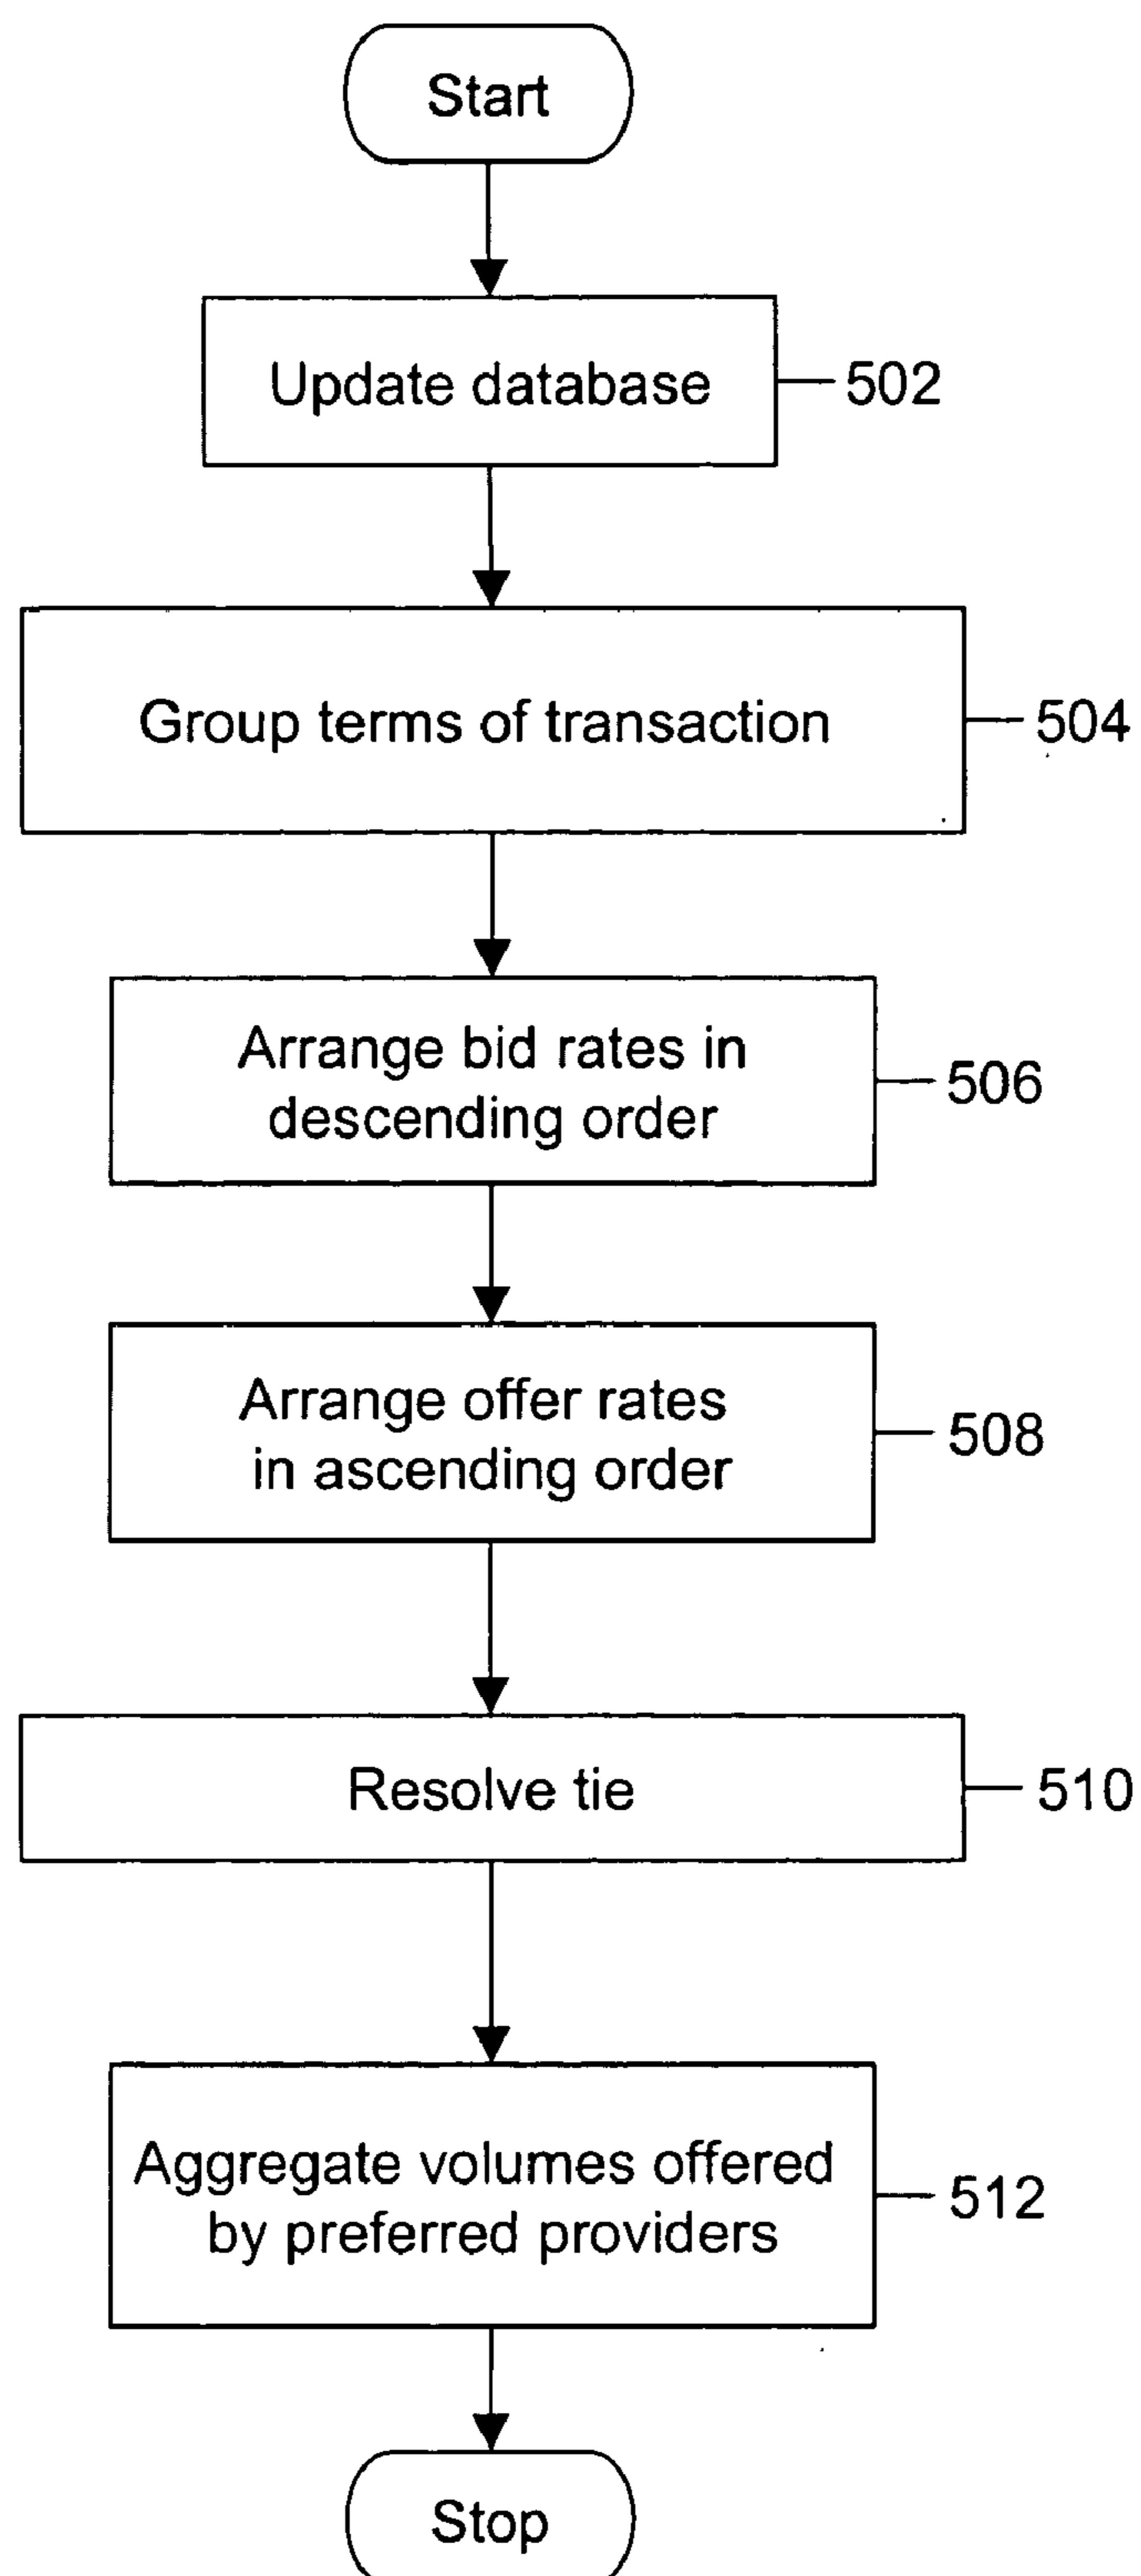 Start
Update database
502
Group terms of transaction
504
Arrange bid rates in
descending order
506
Arrange offer rates
in ascending order
508
Resolve tie
510
Aggregate volumes offered
by preferred providers
512
Stop